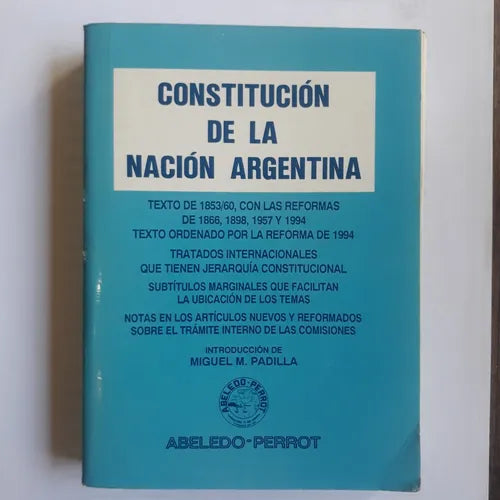 CONSTITUCIÓN
DE LA
NACIÓN ARGENTINA
TEXTO DE 1853/60, CON LAS REFORMAS
DE 1866, 1898, 1957 Y 1994
TEXTO ORDENADO POR LA REFORMA DE 1994
TRATADOS INTERNACIONALES
QUE TIENEN JERARQUÍA CONSTITUCIONAL
SUBTÍTULOS MARGINALES QUE FACILITAN
LA UBICACIÓN DE LOS TEMAS
NOTAS EN LOS ARTÍCULOS NUEVOS Y REFORMADOS
SOBRE EL TRÁMITE INTERNO DE LAS COMISIONES
INTRODUCCIÓN DE
MIGUEL M. PADILLA
ABELEDO-PERROT
ABELEDO-PERROT